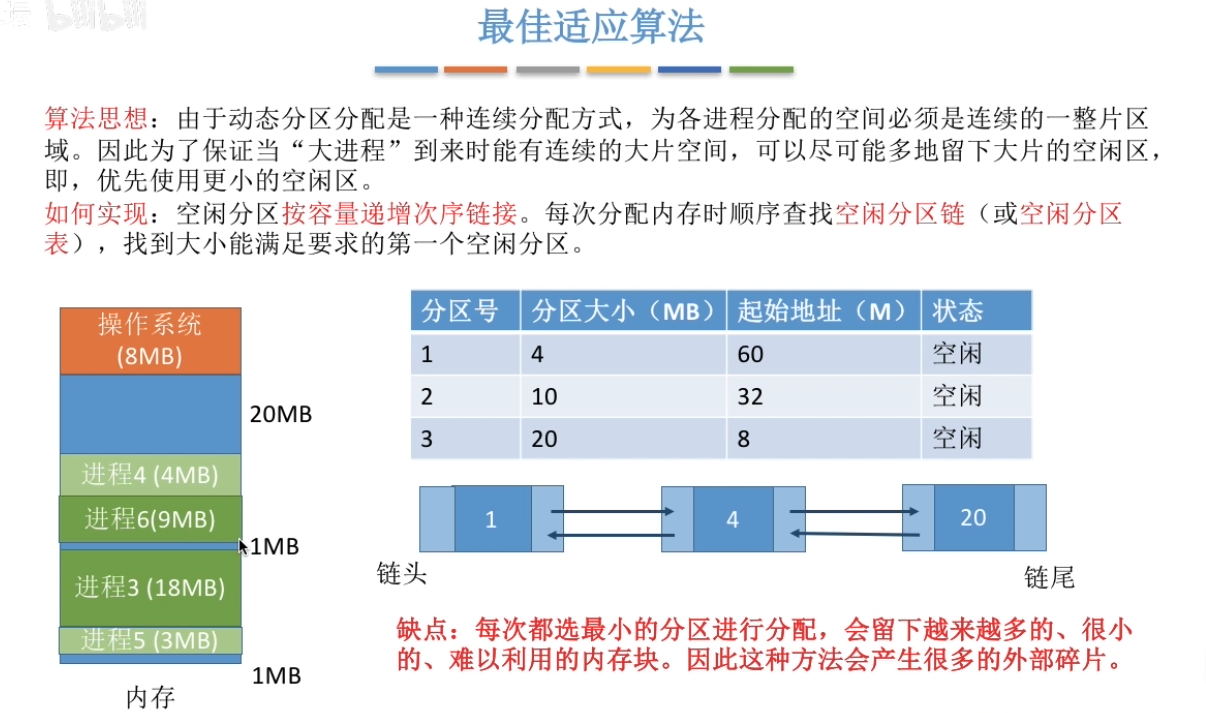 bilibili
最佳适应算法
算法思想：由于动态分区分配是一种连续分配方式，为各进程分配的空间必须是连续的一整片区
域。因此为了保证当“大进程”到来时能有连续的大片空间，可以尽可能多地留下大片的空闲区，
即，优先使用更小的空闲区。
如何实现：空闲分区按容量递增次序链接。每次分配内存时顺序查找空闲分区链（或空闲分区
表），找到大小能满足要求的第一个空闲分区。
操作系统
(8MB)
20MB
进程4 (4MB)
进程6(9MB)
1MB
进程3 (18MB)
进程5 (3MB)
1MB
内存
分区号 分区大小（MB） 起始地址（M） 状态
1 4 60 空闲
2 10 32 空闲
3 20 8 空闲
1 4 20
链头 链尾
缺点：每次都选最小的分区进行分配，会留下越来越多的、很小
的、难以利用的内存块。因此这种方法会产生很多的外部碎片。